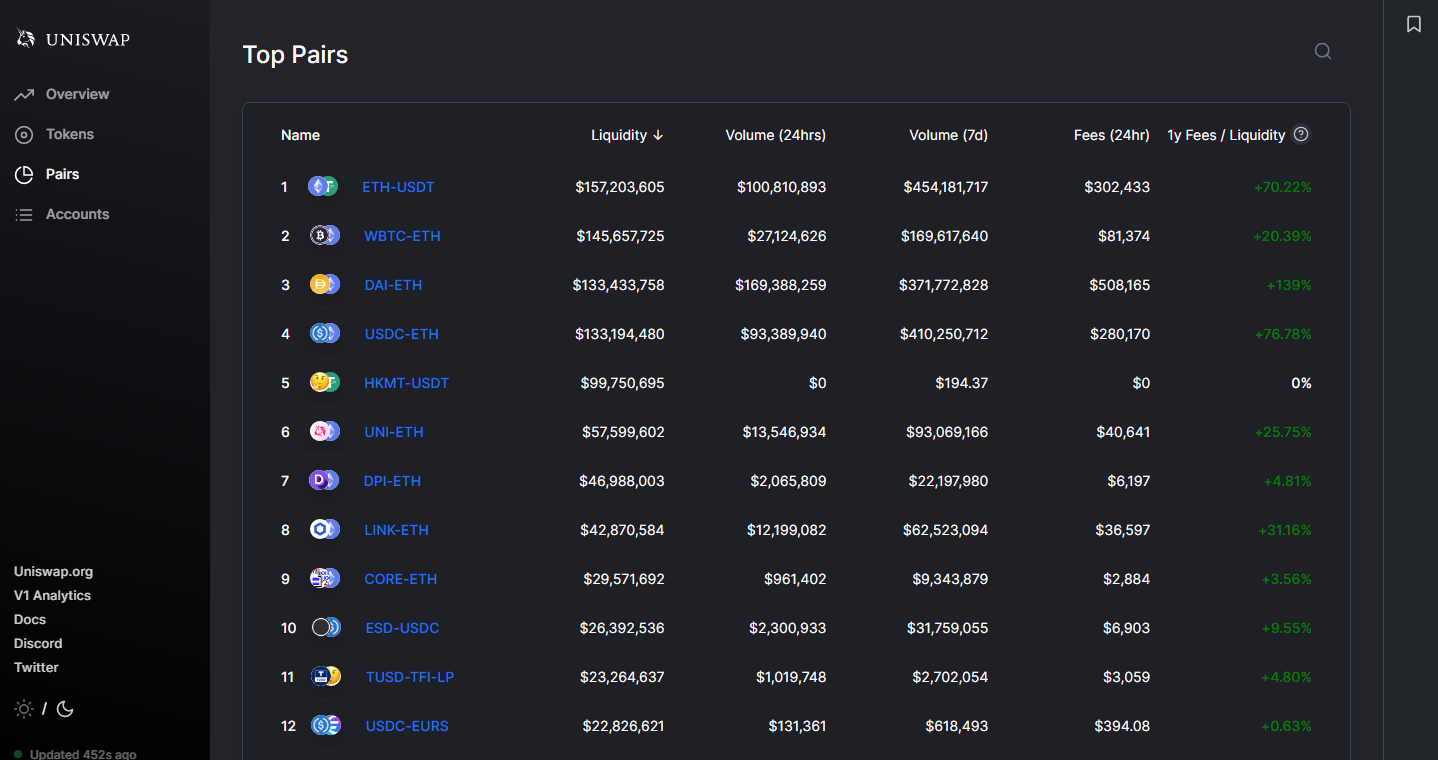 UNISWAP
Overview
Tokens
Pairs
Accounts
Uniswap.org
V1 Analytics
Docs
Discord
Twitter
/
Updated 452s ago
Top Pairs
Name Liquidity ↓ Volume (24hrs) Volume (7d) Fees (24hr) 1y Fees / Liquidity ?
1 ETH-USDT $157,203,605 $100,810,893 $454,181,717 $302,433 +70.22%
2 WBTC-ETH $145,657,725 $27,124,626 $169,617,640 $81,374 +20.39%
3 DAI-ETH $133,433,758 $169,388,259 $371,772,828 $508,165 +139%
4 USDC-ETH $133,194,480 $93,389,940 $410,250,712 $280,170 +76.78%
5 HKMT-USDT $99,750,695 $0 $194.37 $0 0%
6 UNI-ETH $57,599,602 $13,546,934 $93,069,166 $40,641 +25.75%
7 DPI-ETH $46,988,003 $2,065,809 $22,197,980 $6,197 +4.81%
8 LINK-ETH $42,870,584 $12,199,082 $62,523,094 $36,597 +31.16%
9 CORE-ETH $29,571,692 $961,402 $9,343,879 $2,884 +3.56%
10 ESD-USDC $26,392,536 $2,300,933 $31,759,055 $6,903 +9.55%
11 TUSD-TFI-LP $23,264,637 $1,019,748 $2,702,054 $3,059 +4.80%
12 USDC-EURS $22,826,621 $131,361 $618,493 $394.08 +0.63%